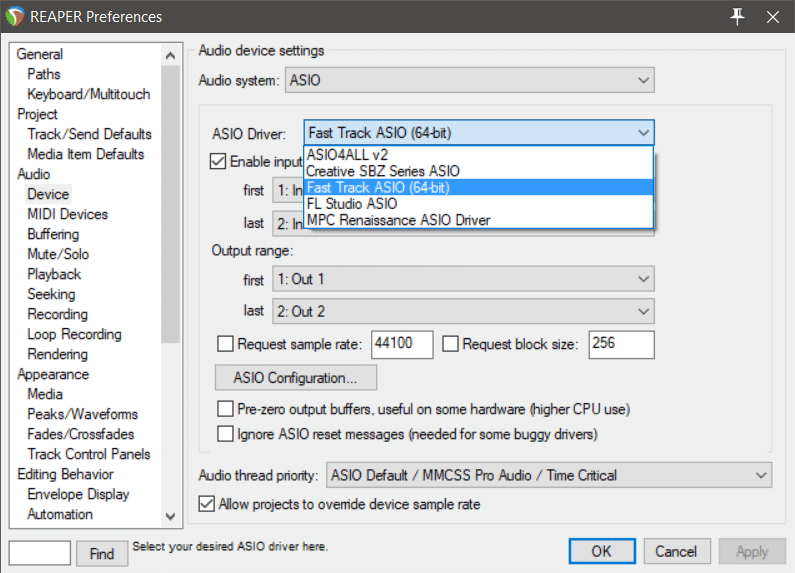 REAPER Preferences
General
Paths
Keyboard/Multitouch
Project
Track/Send Defaults
Media Item Defaults
Audio
Device
MIDI Devices
Buffering
Mute/Solo
Playback
Seeking
Recording
Loop Recording
Rendering
Appearance
Media
Peaks/Waveforms
Fades/Crossfades
Track Control Panels
Editing Behavior
Envelope Display
Automation
Find
Audio device settings
Audio system: ASIO
ASIO Driver: Fast Track ASIO (64-bit)
ASIO4ALL v2
Creative SBZ Series ASIO
Fast Track ASIO (64-bit)
FL Studio ASIO
MPC Renaissance ASIO Driver
Enable input
first 1: In
last 2: In
Output range:
first 1: Out 1
last 2: Out 2
Request sample rate: 44100 Request block size: 256
ASIO Configuration...
Pre-zero output buffers, useful on some hardware (higher CPU use)
Ignore ASIO reset messages (needed for some buggy drivers)
Audio thread priority: ASIO Default / MMCSS Pro Audio / Time Critical
Allow projects to override device sample rate
Select your desired ASIO driver here.
OK Cancel Apply